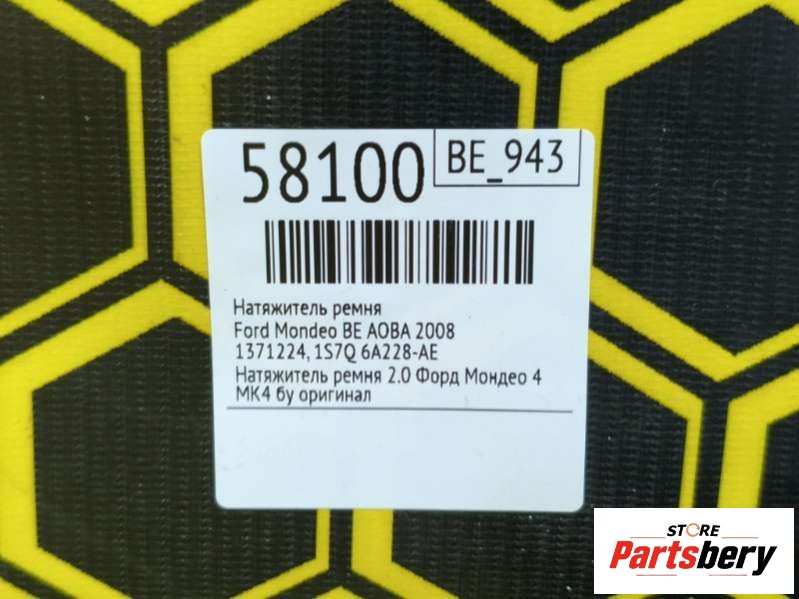 58100
BE_943
Натяжитель ремня
Ford Mondeo BE AOBA 2008
1371224, 1S7Q 6A228-AE
Натяжитель ремня 2.0 Форд Мондео 4
МК4 бу оригинал
STORE
Partsbery